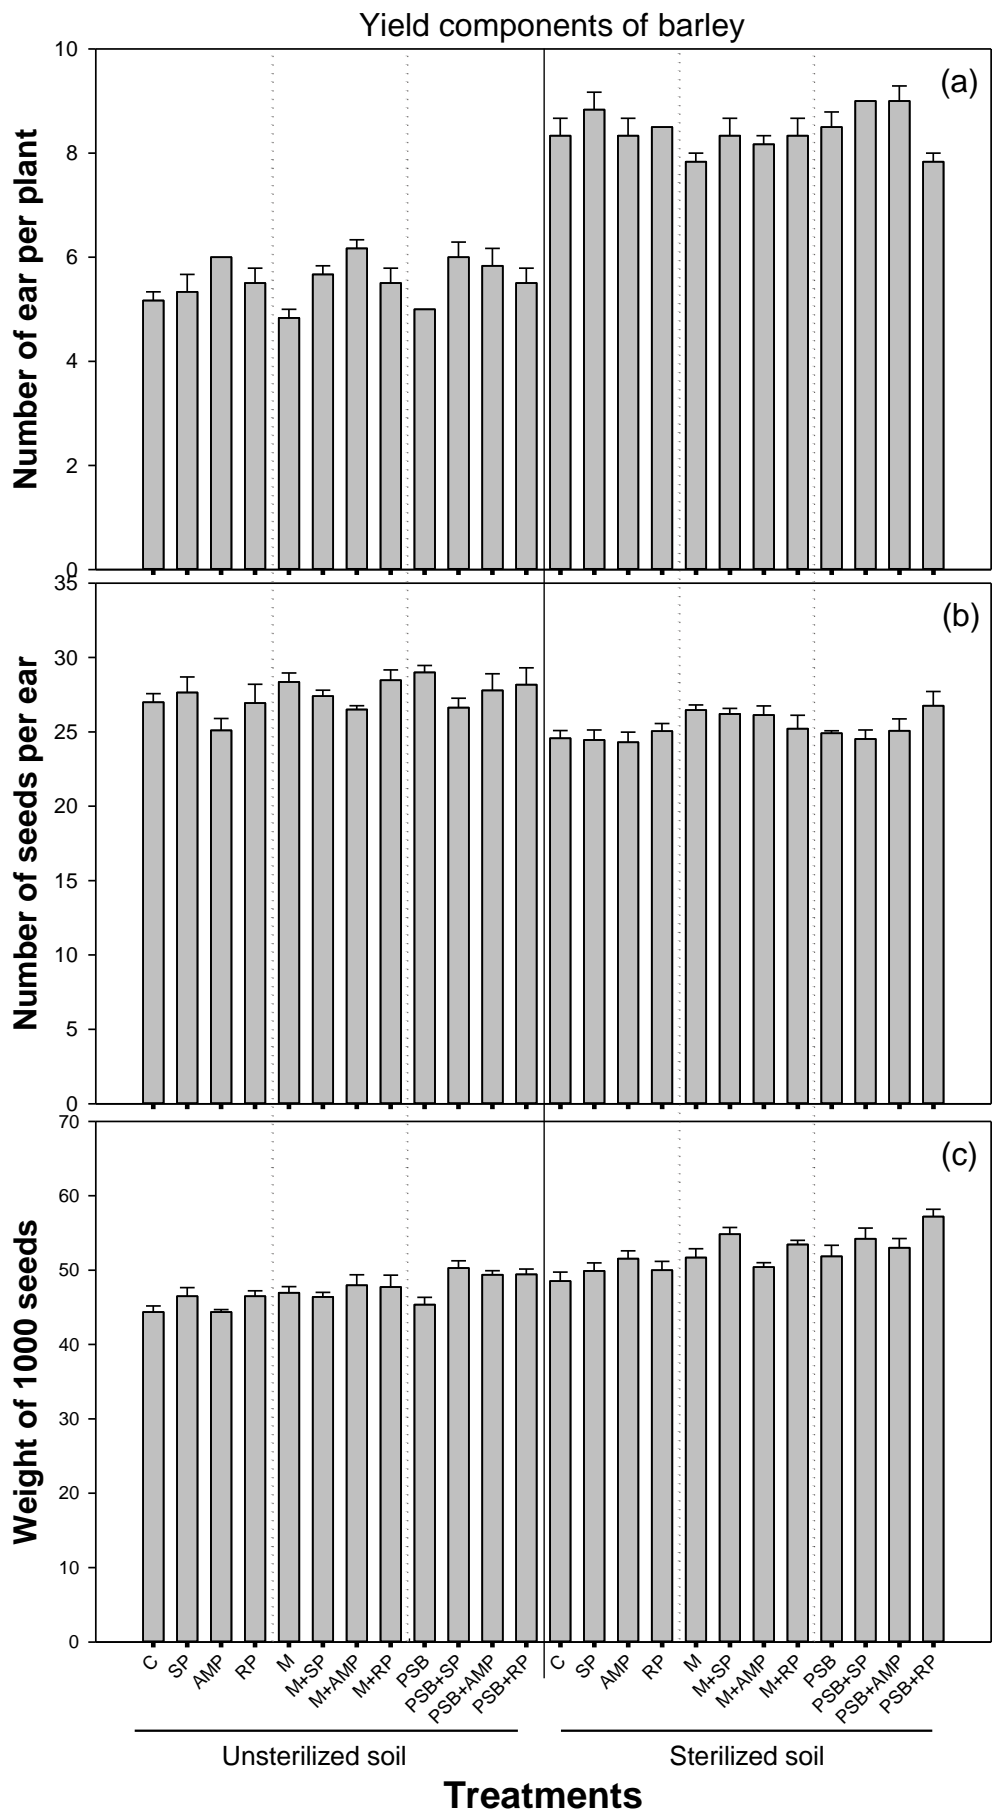 Yield components of barley
(a)
Number of ear per plant
10
8
6
4
2
0
(b)
Number of seeds per ear
35
30
25
20
15
10
5
0
(c)
Weight of 1000 seeds
70
60
50
40
30
20
10
0
C SP AMP RP M M+SP M+AMP M+RP PSB PSB+SP PSB+AMP PSB+RP C SP AMP RP M M+SP M+AMP M+RP PSB PSB+SP PSB+AMP PSB+RP
Unsterilized soil Sterilized soil
Treatments